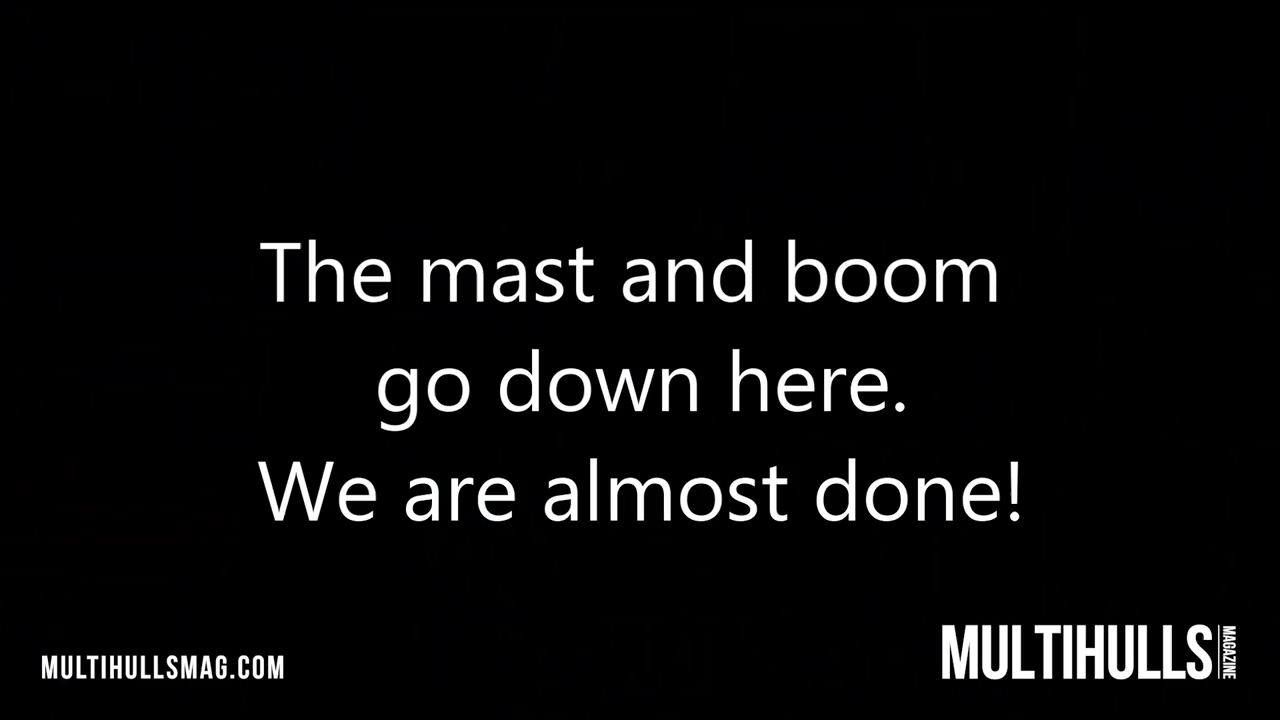 The mast and boom
go down here.
We are almost done!
MULTIHULLSMAG.COM
MULTIHULLS MAGAZINE